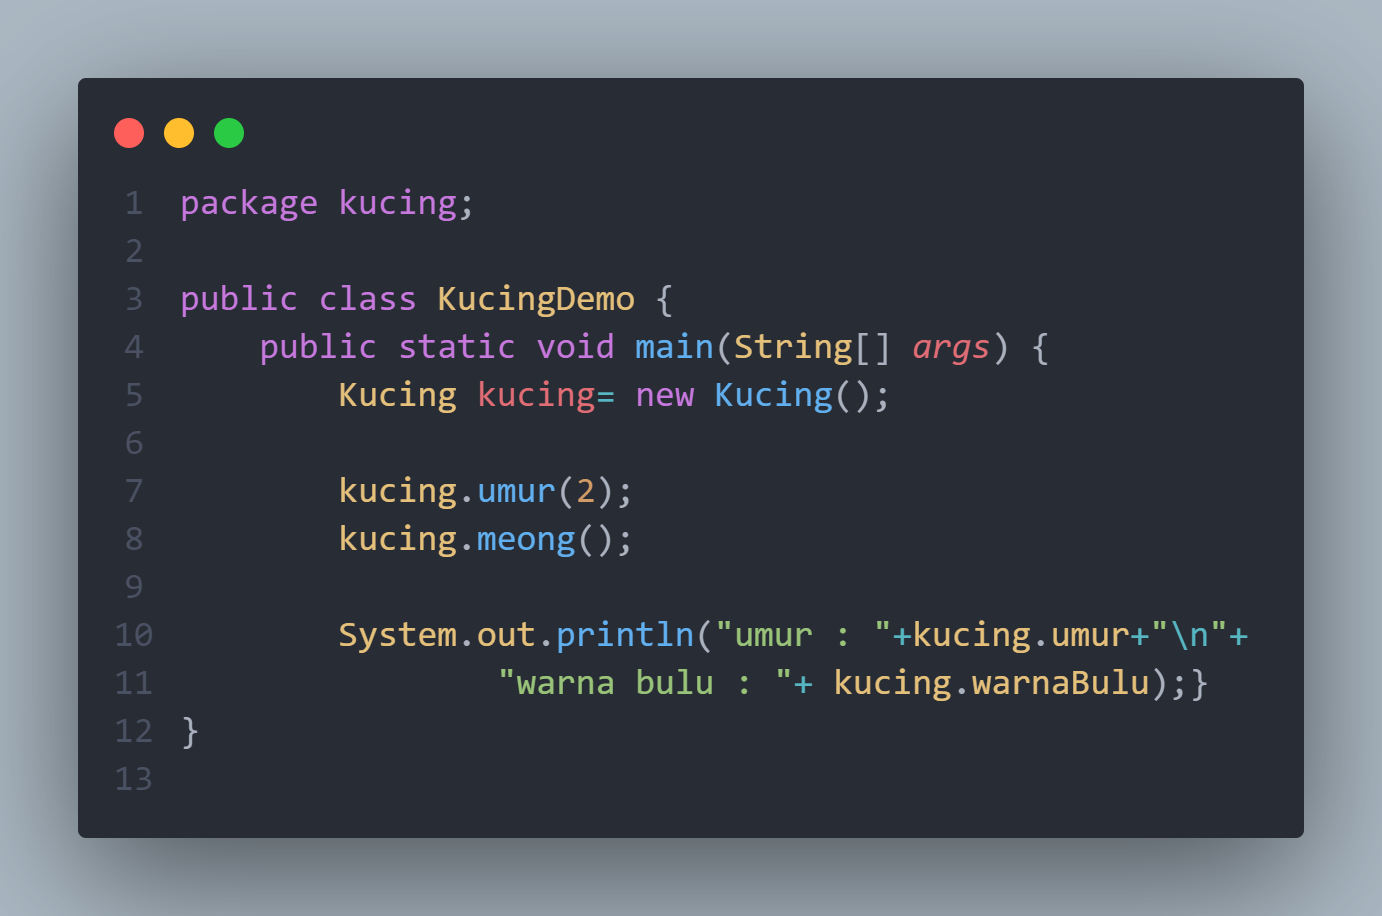 1 package kucing;
2
3 public class KucingDemo {
4     public static void main(String[] args) {
5         Kucing kucing= new Kucing();
6
7         kucing.umur(2);
8         kucing.meong();
9
10         System.out.println("umur : "+kucing.umur+"\n"+
11                 "warna bulu : "+ kucing.warnaBulu);}
12 }
13